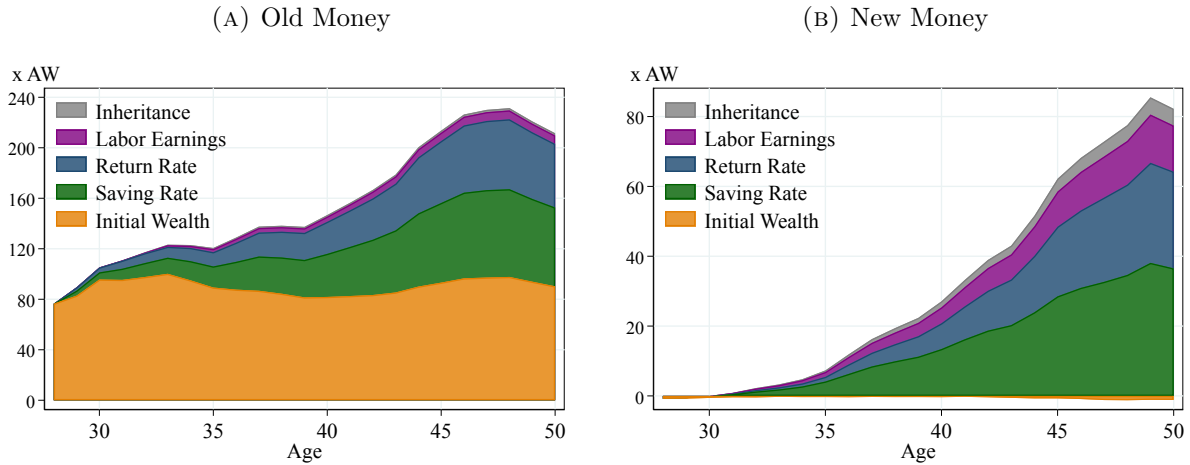 (A) Old Money
x AW
240
200
160
120
80
40
0
Inheritance
Labor Earnings
Return Rate
Saving Rate
Initial Wealth
30
35
40
45
50
Age
(B) New Money
x AW
80
60
40
20
0
Inheritance
Labor Earnings
Return Rate
Saving Rate
Initial Wealth
30
35
40
45
50
Age